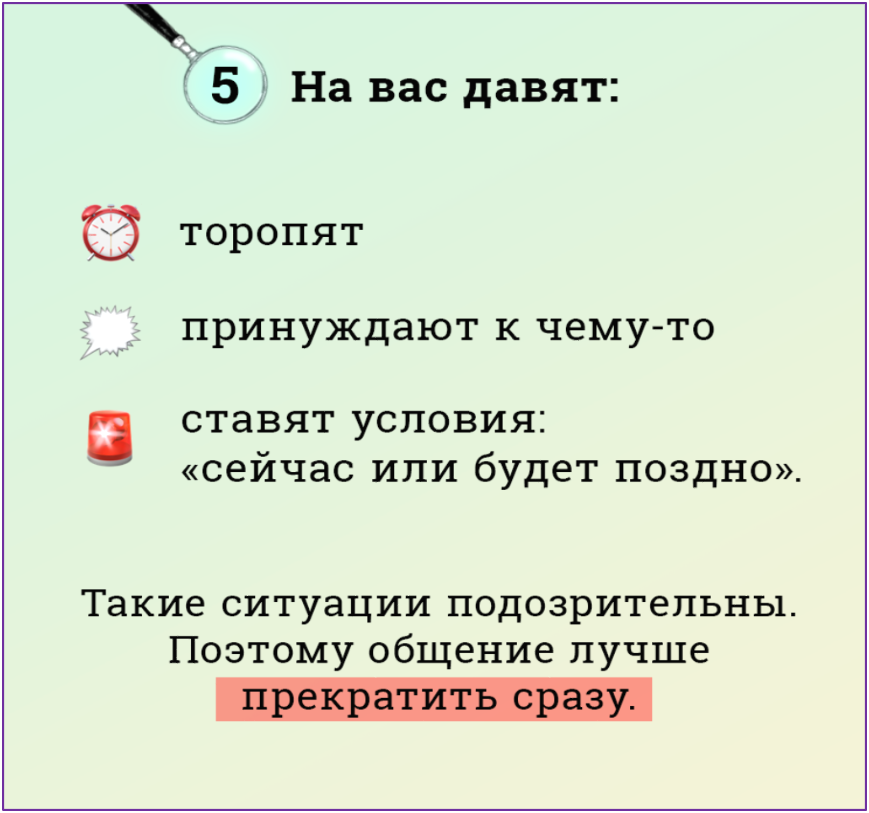 5 На вас давят:
торопят
принуждают к чему-то
ставят условия:
«сейчас или будет поздно».
Такие ситуации подозрительны.
Поэтому общение лучше
прекратить сразу.